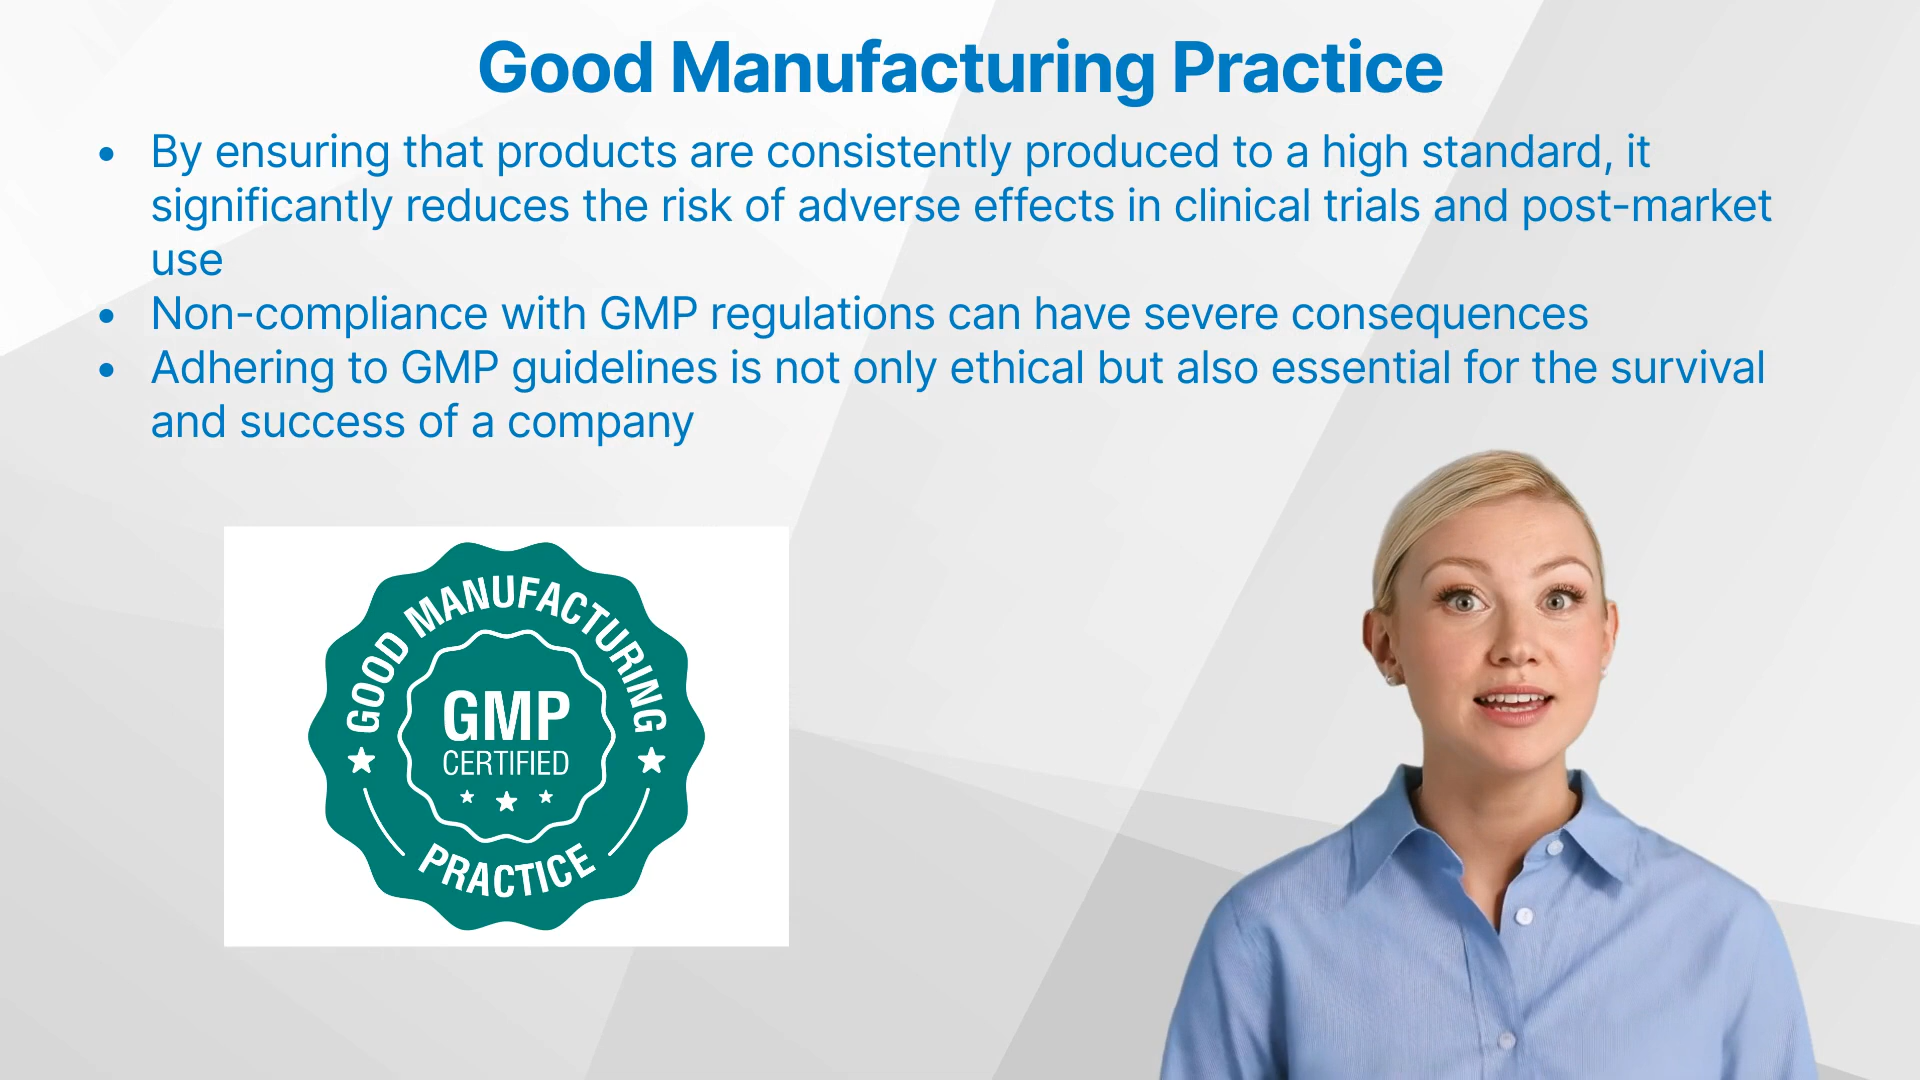 Good Manufacturing Practice
• By ensuring that products are consistently produced to a high standard, it
significantly reduces the risk of adverse effects in clinical trials and post-market
use
• Non-compliance with GMP regulations can have severe consequences
• Adhering to GMP guidelines is not only ethical but also essential for the survival
and success of a company
GOOD MANUFACTURING
GMP
CERTIFIED
PRACTICE